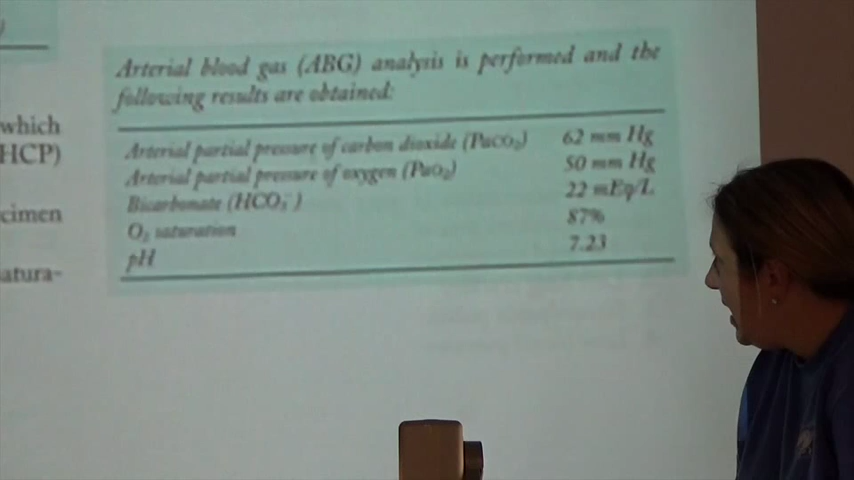 which
HCP)
cimen
atura-
Arterial blood gas (ABG) analysis is performed and the
following results are obtained:
Arterial partial pressure of carbon dioxide (PaCO₂) 62 mm Hg
Arterial partial pressure of oxygen (PaO₂) 50 mm Hg
Bicarbonate (HCO₃⁻) 22 mEq/L
O₂ saturation 87%
pH 7.23